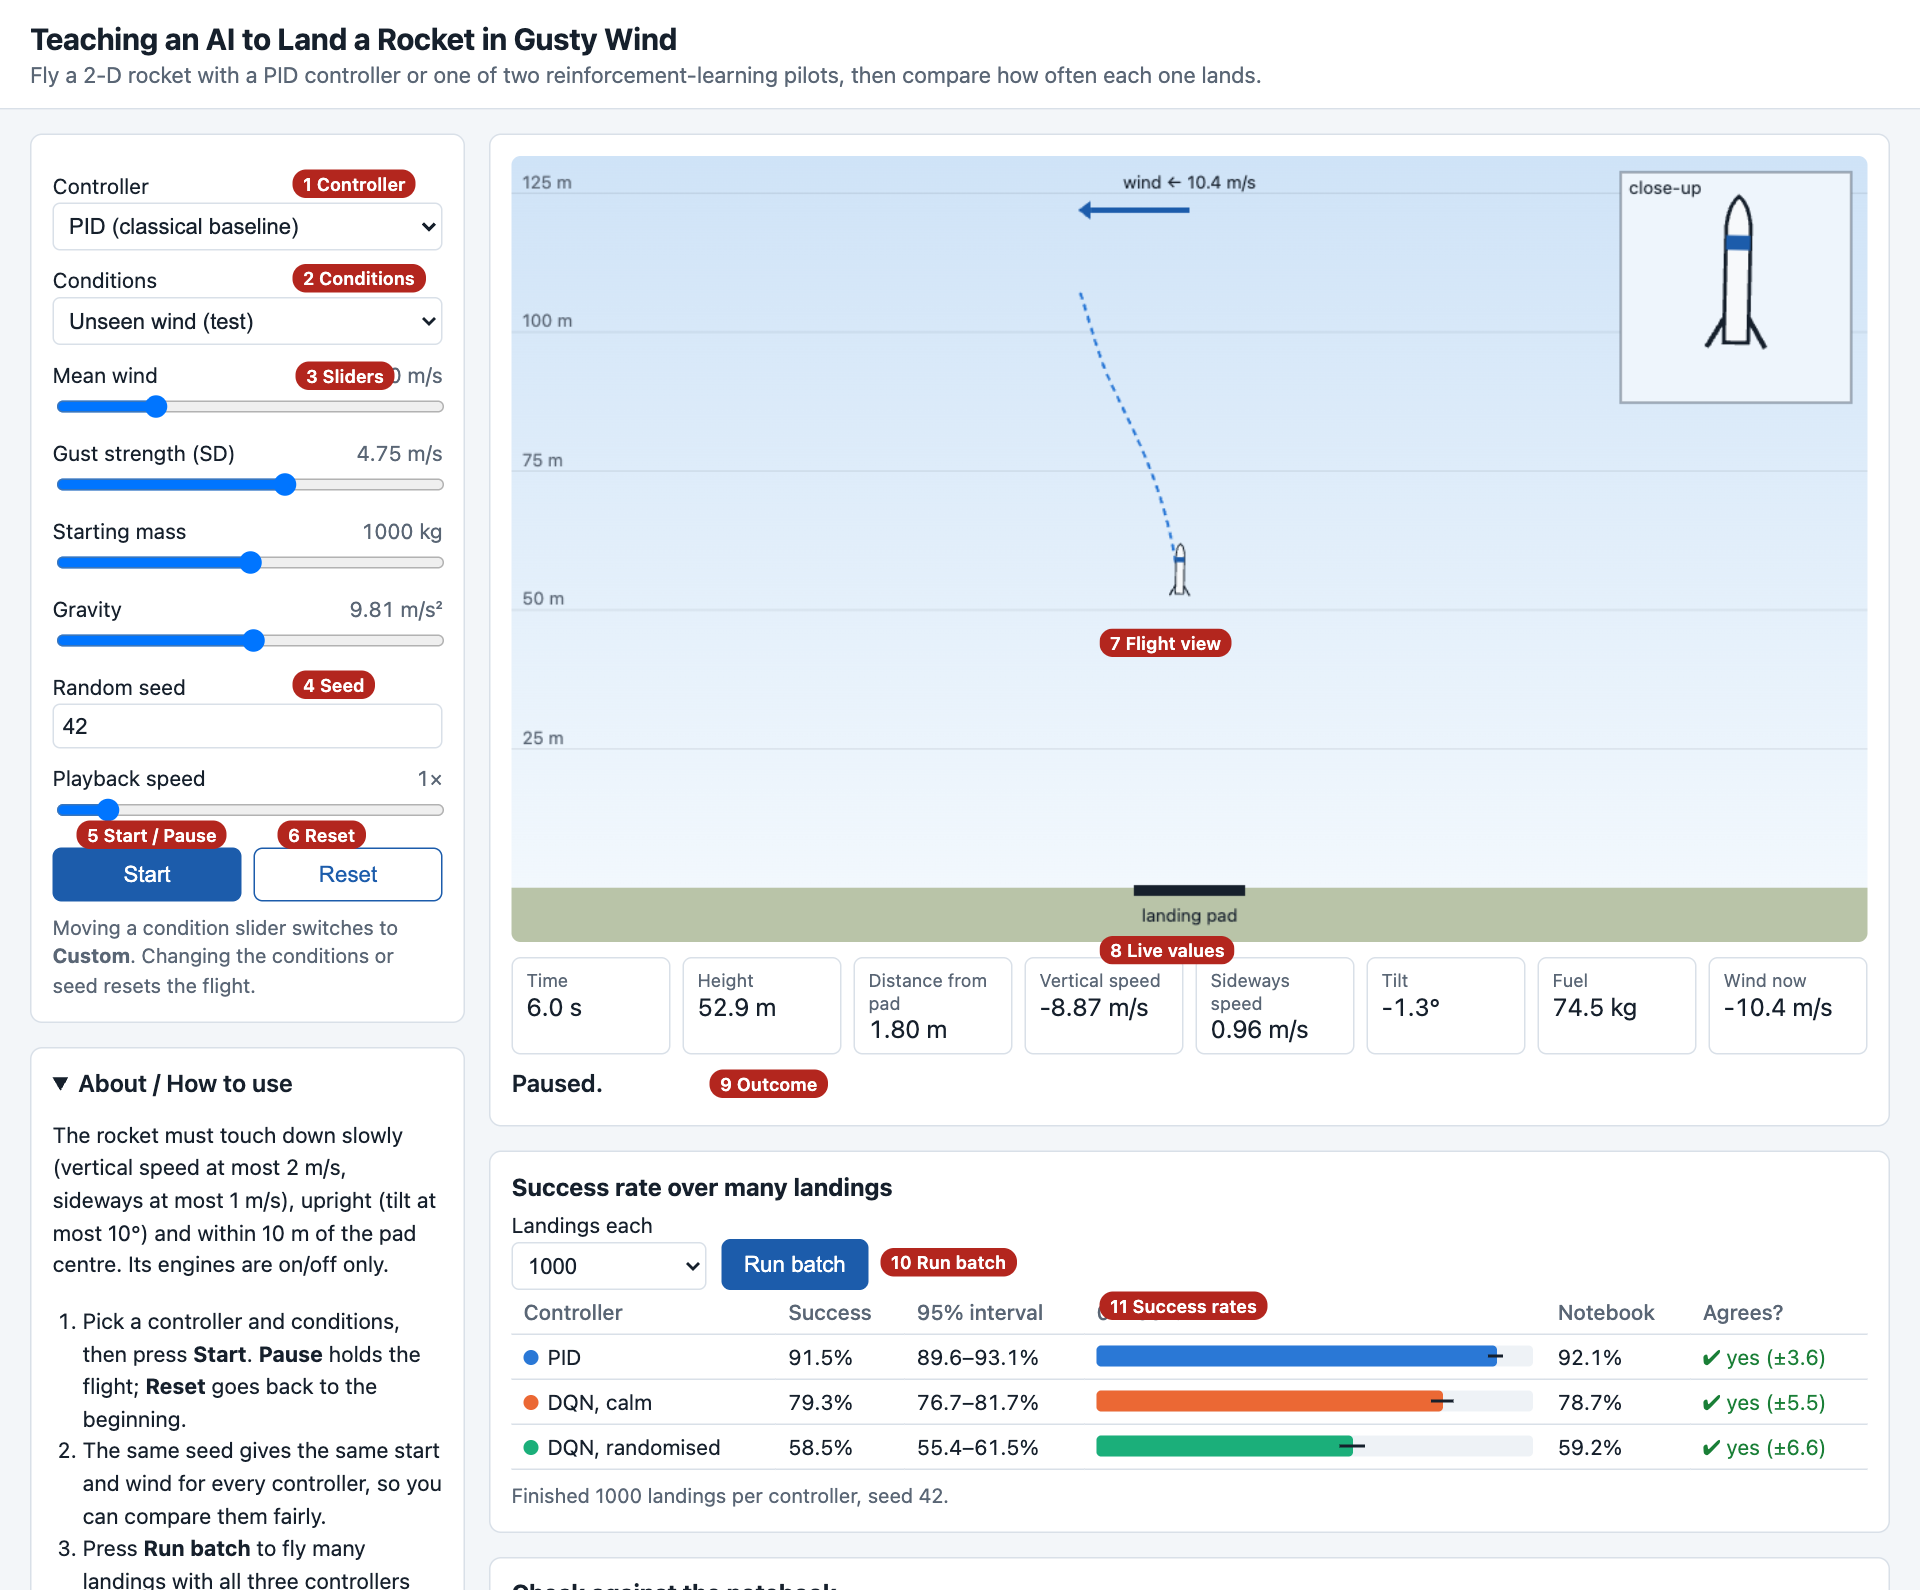 Teaching an AI to Land a Rocket in Gusty Wind
Fly a 2-D rocket with a PID controller or one of two reinforcement-learning pilots, then compare how often each one lands.
Controller
1 Controller
PID (classical baseline)
Conditions
2 Conditions
Unseen wind (test)
Mean wind
3 Sliders
m/s
Gust strength (SD)
4.75 m/s
Starting mass
1000 kg
Gravity
9.81 m/s²
Random seed
4 Seed
42
Playback speed
1×
5 Start / Pause
6 Reset
Start
Reset
Moving a condition slider switches to
Custom. Changing the conditions or
seed resets the flight.
▼ About / How to use
The rocket must touch down slowly
(vertical speed at most 2 m/s,
sideways at most 1 m/s), upright (tilt at
most 10°) and within 10 m of the pad
centre. Its engines are on/off only.
1. Pick a controller and conditions,
then press Start. Pause holds the
flight; Reset goes back to the
beginning.
2. The same seed gives the same start
and wind for every controller, so you
can compare them fairly.
3. Press Run batch to fly many
landings with all three controllers
125 m
wind ← 10.4 m/s
close-up
100 m
75 m
50 m
7 Flight view
25 m
landing pad
8 Live values
Time
6.0 s
Height
52.9 m
Distance from
pad
1.80 m
Vertical speed
-8.87 m/s
Sideways
speed
0.96 m/s
Tilt
-1.3°
Fuel
74.5 kg
Wind now
-10.4 m/s
Paused.
9 Outcome
Success rate over many landings
Landings each
1000
Run batch
10 Run batch
Controller Success 95% interval 11 Success rates Notebook Agrees?
PID 91.5% 89.6–93.1% 92.1% ✔ yes (±3.6)
DQN, calm 79.3% 76.7–81.7% 78.7% ✔ yes (±5.5)
DQN, randomised 58.5% 55.4–61.5% 59.2% ✔ yes (±6.6)
Finished 1000 landings per controller, seed 42.
Check against the notebook